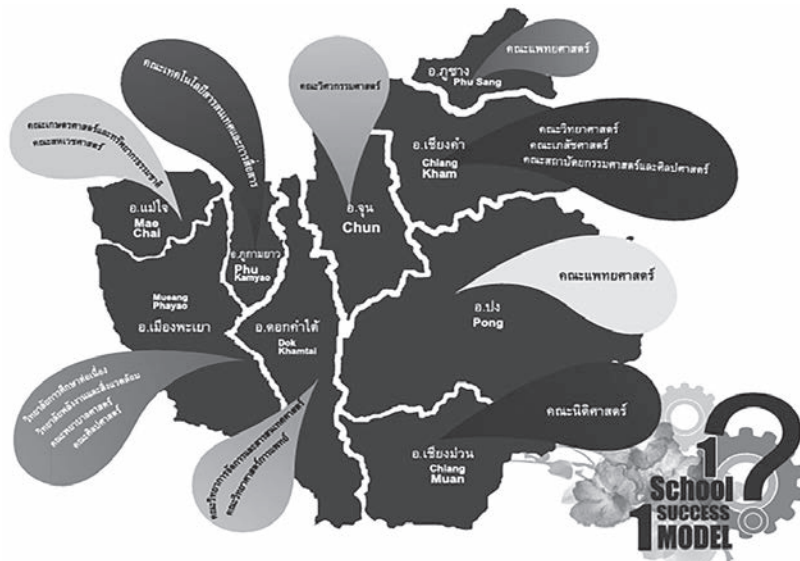 คณะเกษตรศาสตร์และทรัพยากรธรรมชาติ
คณะสหเวชศาสตร์
คณะเทคโนโลยีสารสนเทศและการสื่อสาร
คณะวิศวกรรมศาสตร์
คณะแพทยศาสตร์
อ.ภูซาง
Phu Sang
คณะวิทยาศาสตร์
คณะเภสัชศาสตร์
คณะสถาปัตยกรรมศาสตร์และศิลปศาสตร์
อ.เชียงคำ
Chiang
Kham
อ.แม่ใจ
Mae
Chai
อ.ภูกามยาว
Phu
Kamyao
อ.จุน
Chun
คณะแพทยศาสตร์
อ.ปง
Pong
Mueang
Phayao
อ.เมืองพะเยา
อ.ดอกคำใต้
Dok
Khamtai
วิทยาลัยการศึกษาต่อเนื่อง
วิทยาลัยพลังงานและสิ่งแวดล้อม
คณะพยาบาลศาสตร์
คณะศิลปศาสตร์
คณะวิทยาการจัดการและสารสนเทศศาสตร์
คณะวิทยาศาสตร์การแพทย์
คณะนิติศาสตร์
อ.เชียงม่วน
Chiang
Muan
1
School
SUCCESS
1 MODEL
?